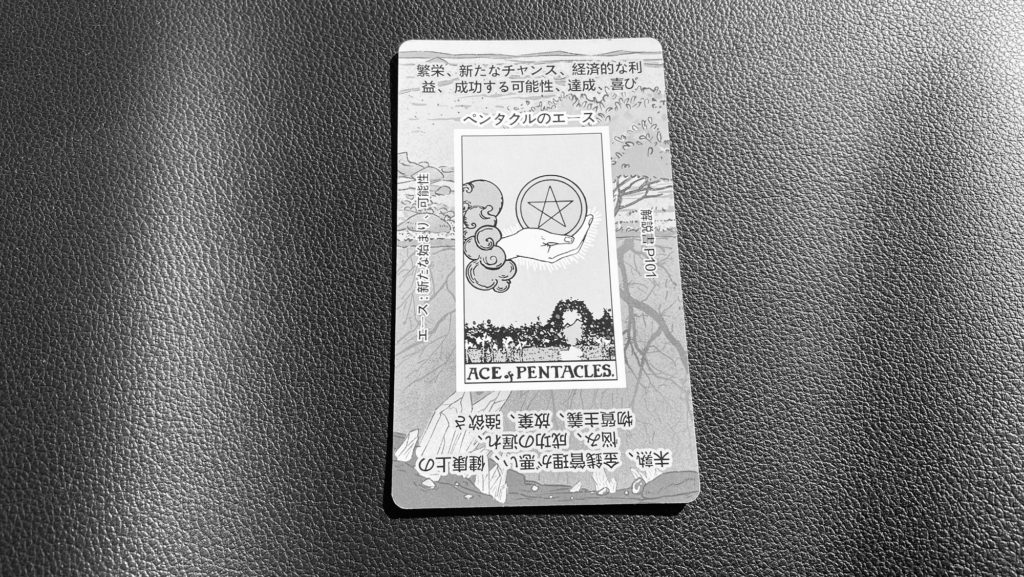 繁栄、新たなチャンス、経済的な利
益、成功する可能性、達成、喜び
ペンタクルのエース
エース:新たな始まり、可能性
解説書 P101
ACE of PENTACLES.
未熟、金銭管理が悪い、健康上の
悩み、成功の遅れ、
物質主義、放棄、強欲さ